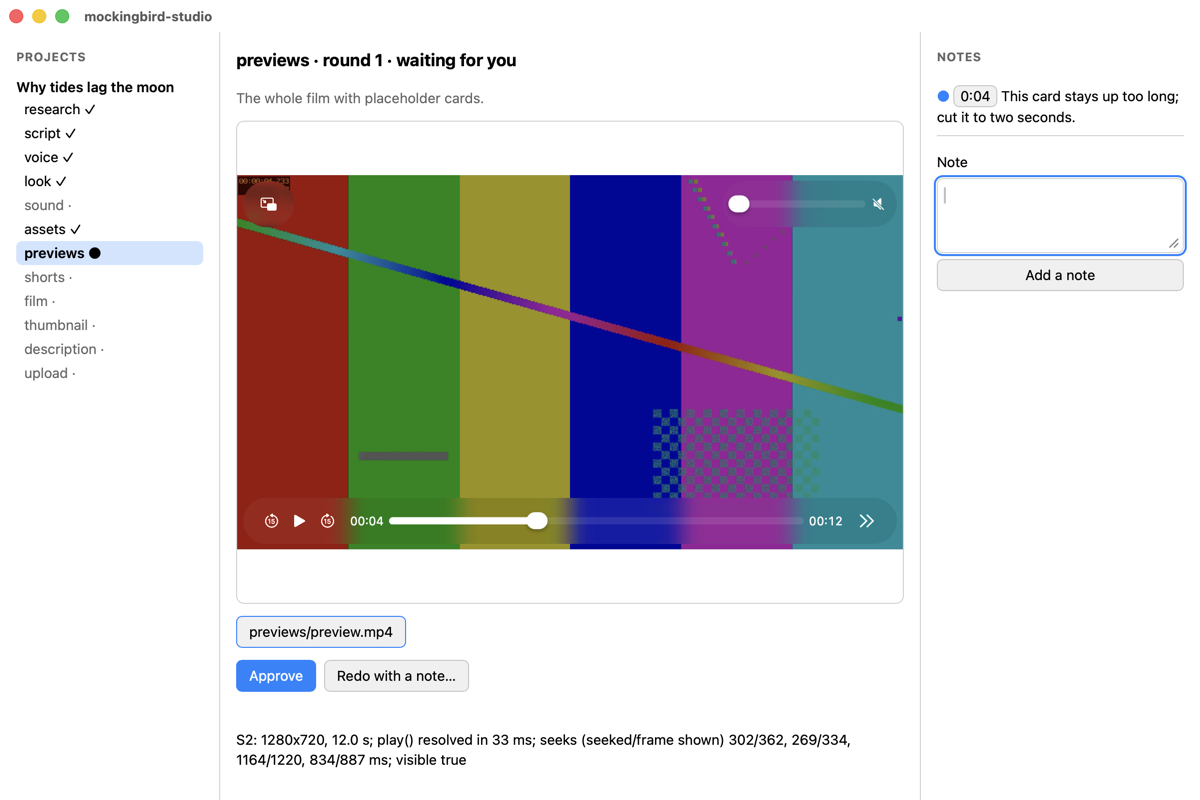 mockingbird-studio
PROJECTS
Why tides lag the moon
research ✓
script ✓
voice ✓
look ✓
sound ·
assets ✓
previews ●
shorts ·
film ·
thumbnail ·
description ·
upload ·
previews · round 1 · waiting for you
The whole film with placeholder cards.
15
15
00:04
00:12
previews/preview.mp4
Approve
Redo with a note...
S2: 1280x720, 12.0 s; play() resolved in 33 ms; seeks (seeked/frame shown) 302/362, 269/334,
1164/1220, 834/887 ms; visible true
NOTES
0:04 This card stays up too long;
cut it to two seconds.
Note
Add a note